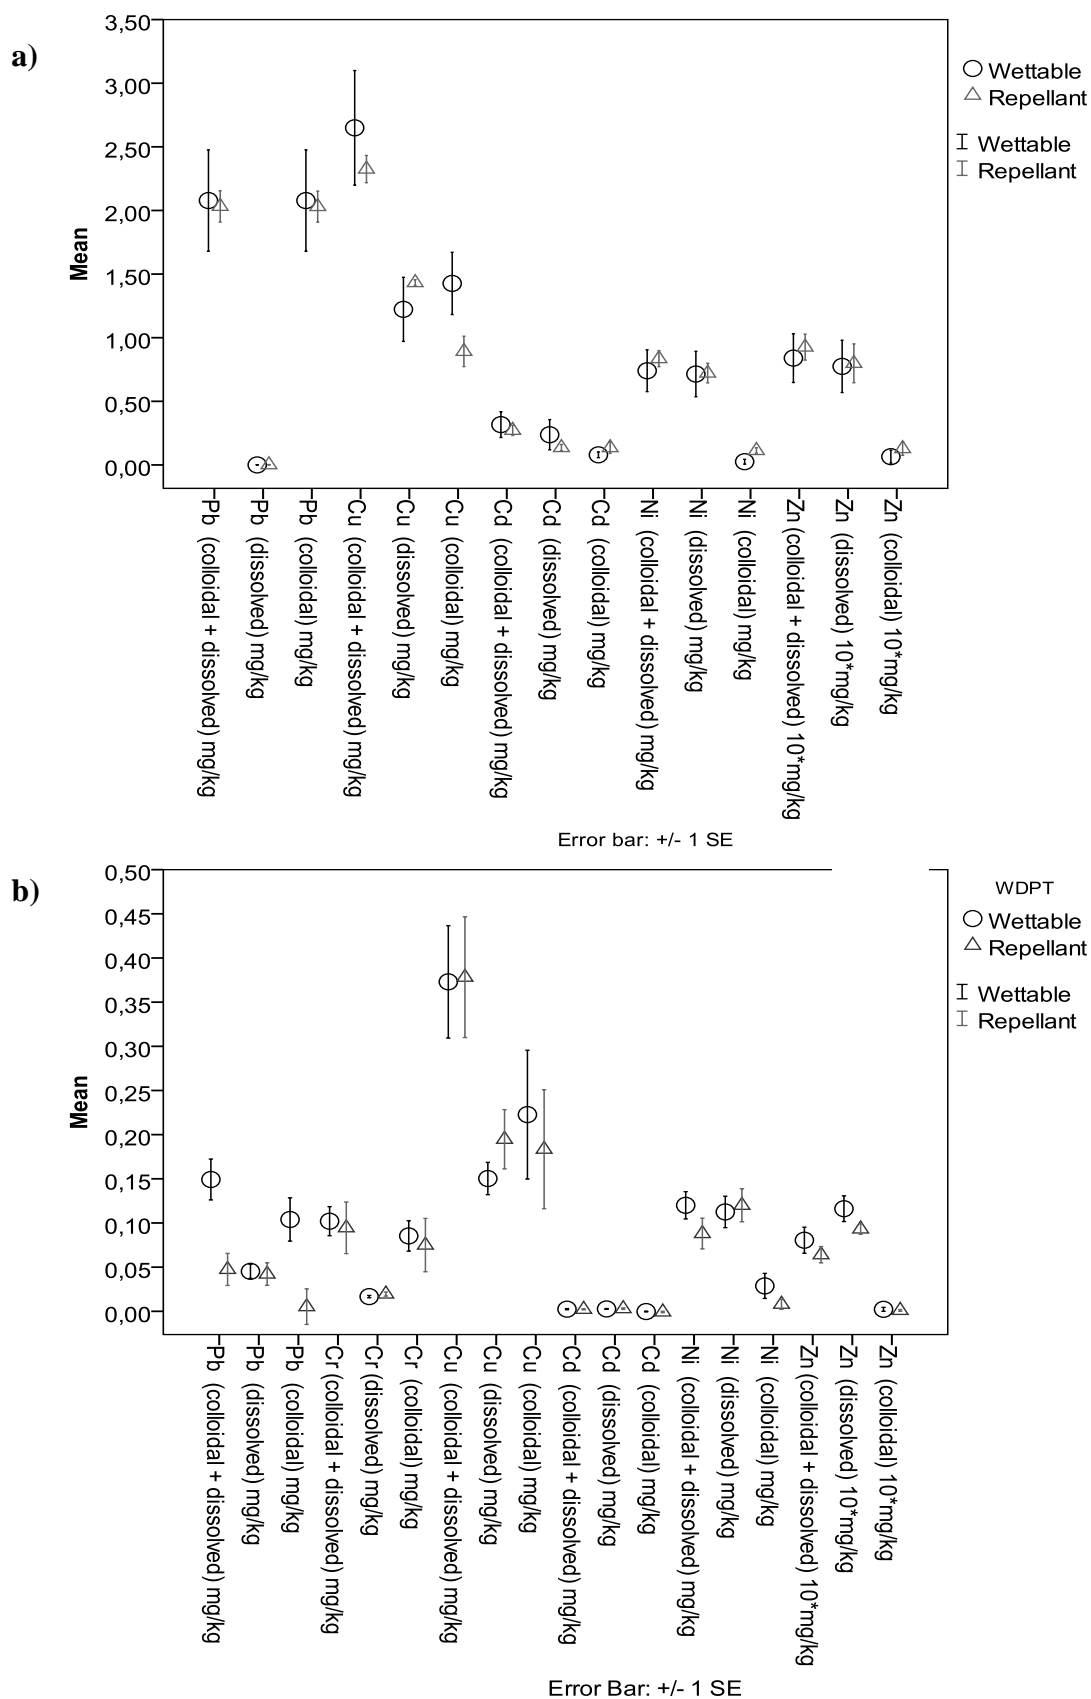 a)
3,50
3,00
2,50
2,00
1,50
1,00
0,50
0,00
Mean
Wettable
Repellant
Wettable
Repellant
Pb (colloidal + dissolved) mg/kg
Pb (dissolved) mg/kg
Pb (colloidal) mg/kg
Cu (colloidal + dissolved) mg/kg
Cu (dissolved) mg/kg
Cu (colloidal) mg/kg
Cd (colloidal + dissolved) mg/kg
Cd (dissolved) mg/kg
Cd (colloidal) mg/kg
Ni (colloidal + dissolved) mg/kg
Ni (dissolved) mg/kg
Ni (colloidal) mg/kg
Zn (colloidal + dissolved) 10*mg/kg
Zn (dissolved) 10*mg/kg
Zn (colloidal) 10*mg/kg
Error bar: +/- 1 SE
b)
0,50
0,45
0,40
0,35
0,30
0,25
0,20
0,15
0,10
0,05
0,00
Mean
WDPT
Wettable
Repellant
Wettable
Repellant
Pb (colloidal + dissolved) mg/kg
Pb (dissolved) mg/kg
Pb (colloidal) mg/kg
Cr (colloidal + dissolved) mg/kg
Cr (dissolved) mg/kg
Cr (colloidal) mg/kg
Cu (colloidal + dissolved) mg/kg
Cu (dissolved) mg/kg
Cu (colloidal) mg/kg
Cd (colloidal + dissolved) mg/kg
Cd (dissolved) mg/kg
Cd (colloidal) mg/kg
Ni (colloidal + dissolved) mg/kg
Ni (dissolved) mg/kg
Ni (colloidal) mg/kg
Zn (colloidal + dissolved) 10*mg/kg
Zn (dissolved) 10*mg/kg
Zn (colloidal) 10*mg/kg
Error Bar: +/- 1 SE